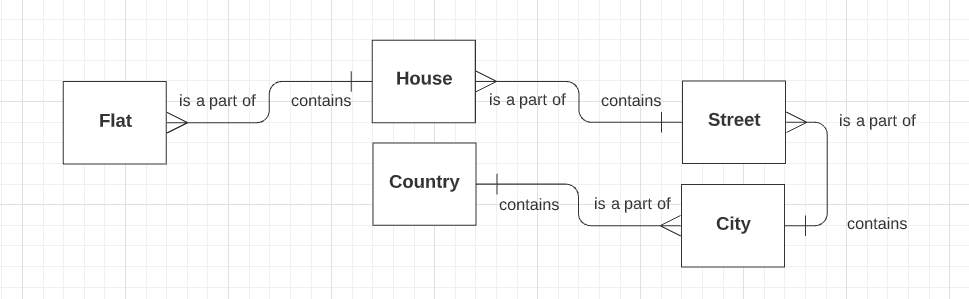 House
Flat
is a part of
contains
is a part of
contains
Street
is a part of
Country
contains
is a part of
City
contains